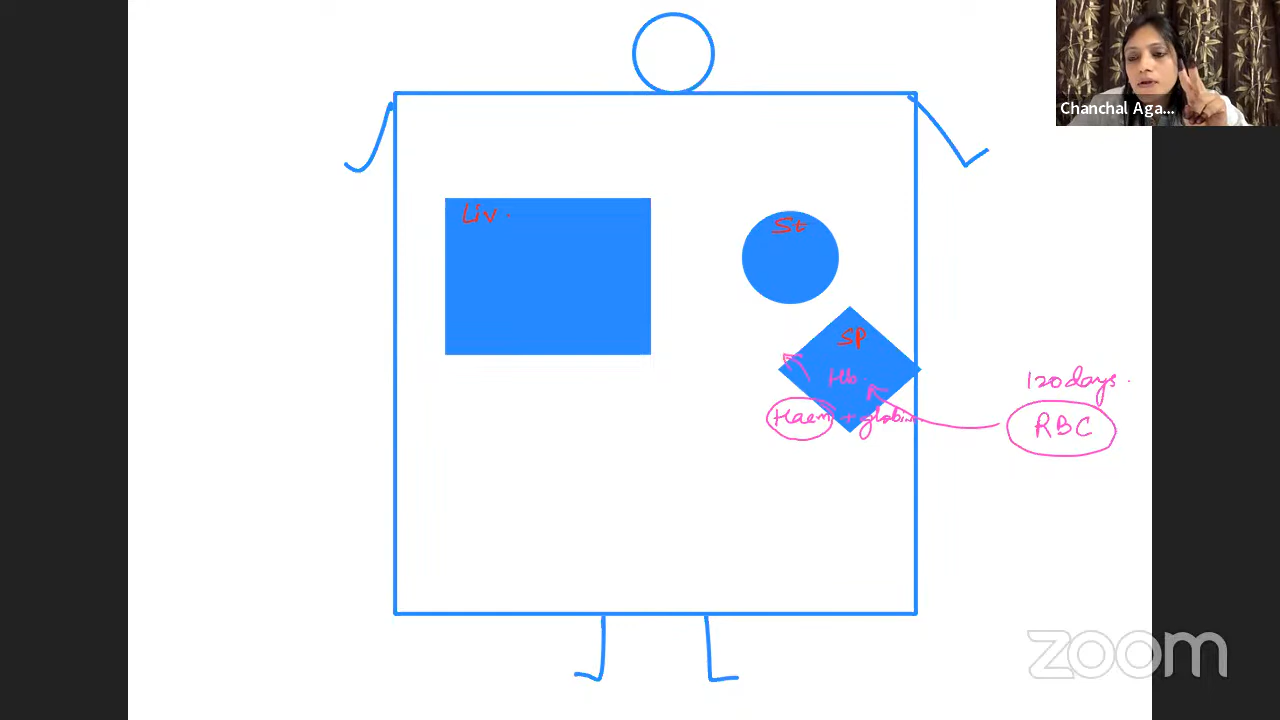 Chanchal Aga...
Liv.
St
SP
Hb.
Haem + globin
120 days.
RBC
zoom